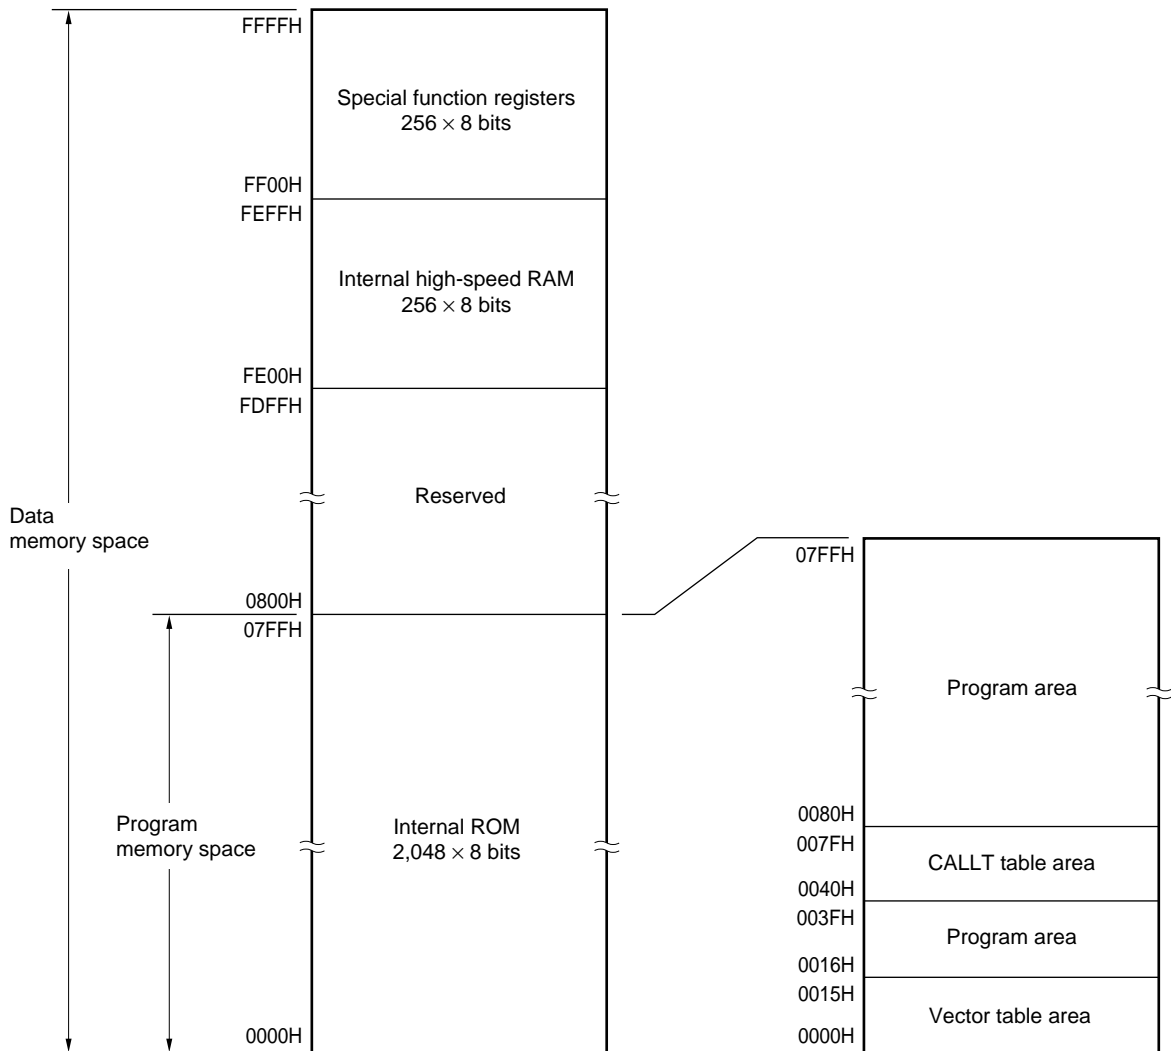 FFFFH
Special function registers
256 × 8 bits
FF00H
FEFFH
Internal high-speed RAM
256 × 8 bits
FE00H
FDFFH
Reserved
Data
memory space
07FFH
0800H
07FFH
Program area
Program
memory space
Internal ROM
2,048 × 8 bits
0080H
007FH
CALLT table area
0040H
003FH
Program area
0016H
0015H
Vector table area
0000H
0000H